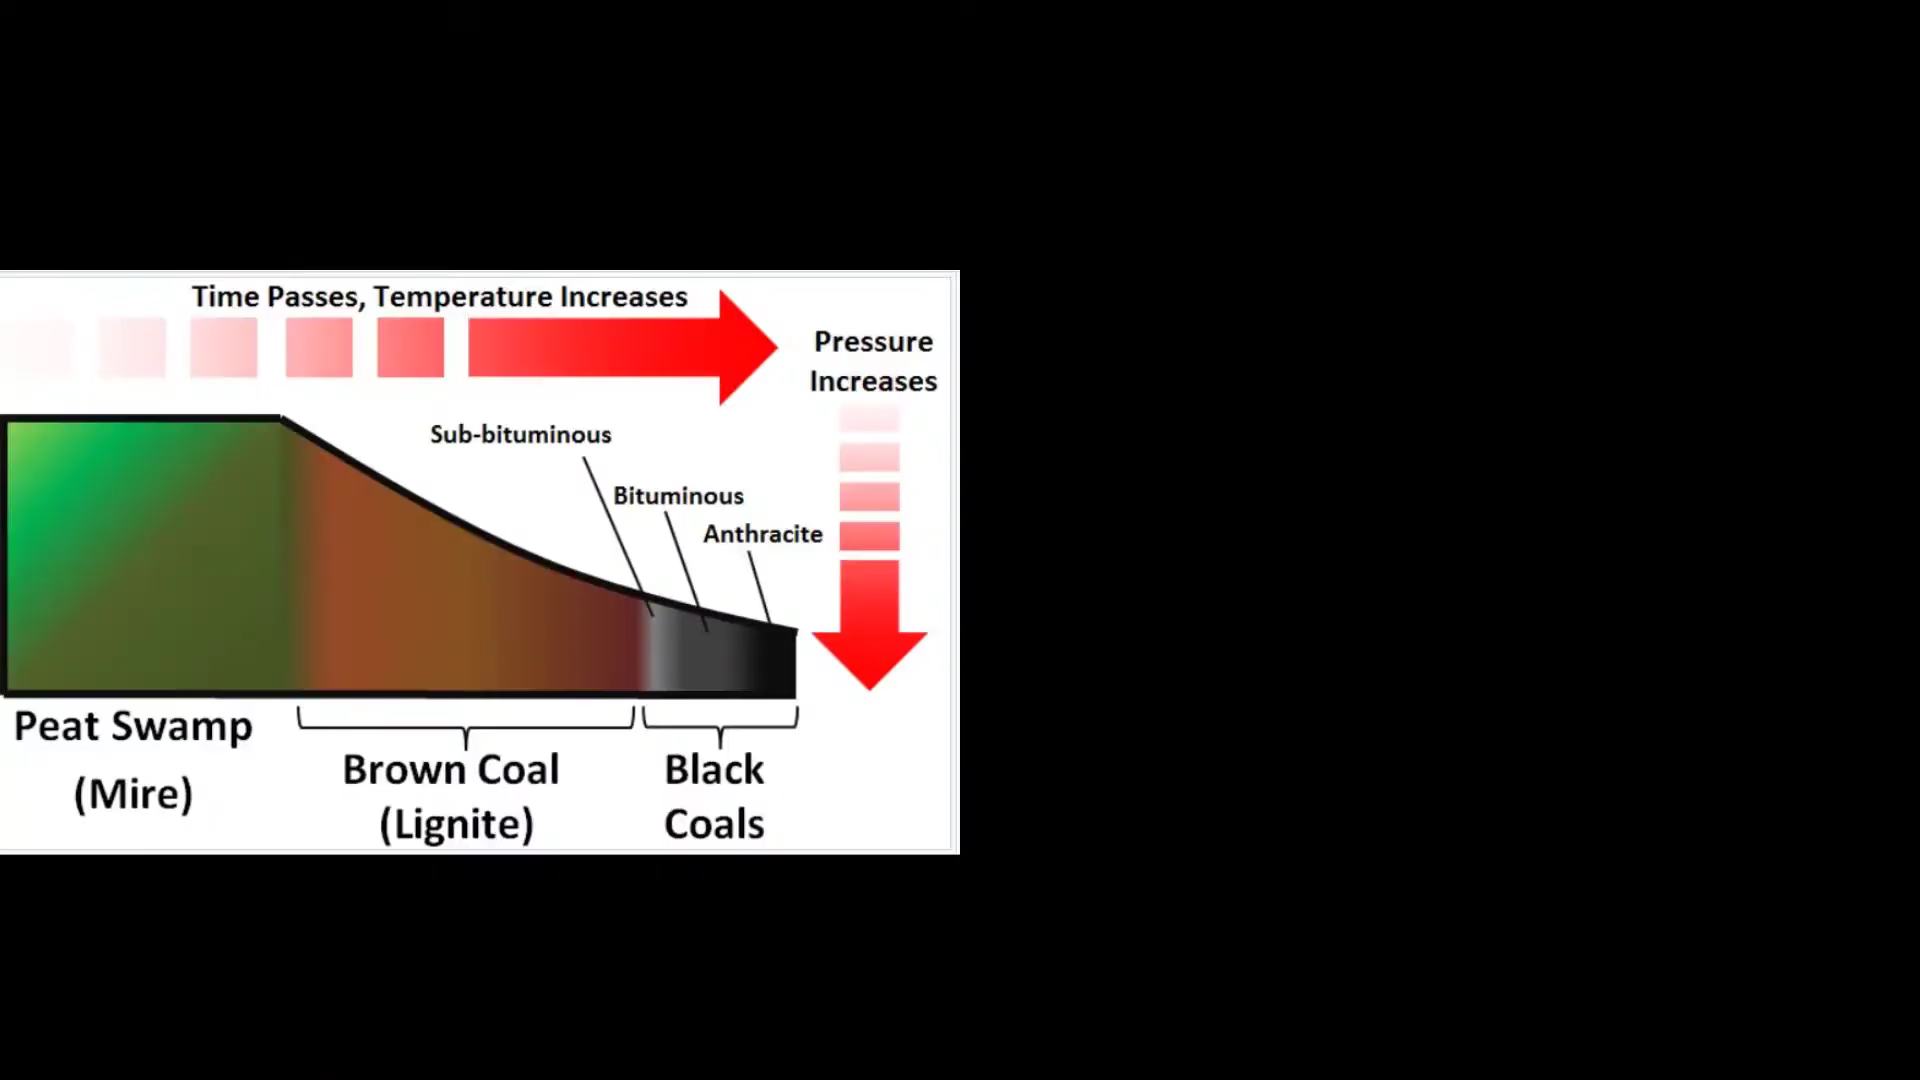 Time Passes, Temperature Increases
Pressure
Increases
Sub-bituminous
Bituminous
Anthracite
Peat Swamp
(Mire)
Brown Coal
(Lignite)
Black
Coals